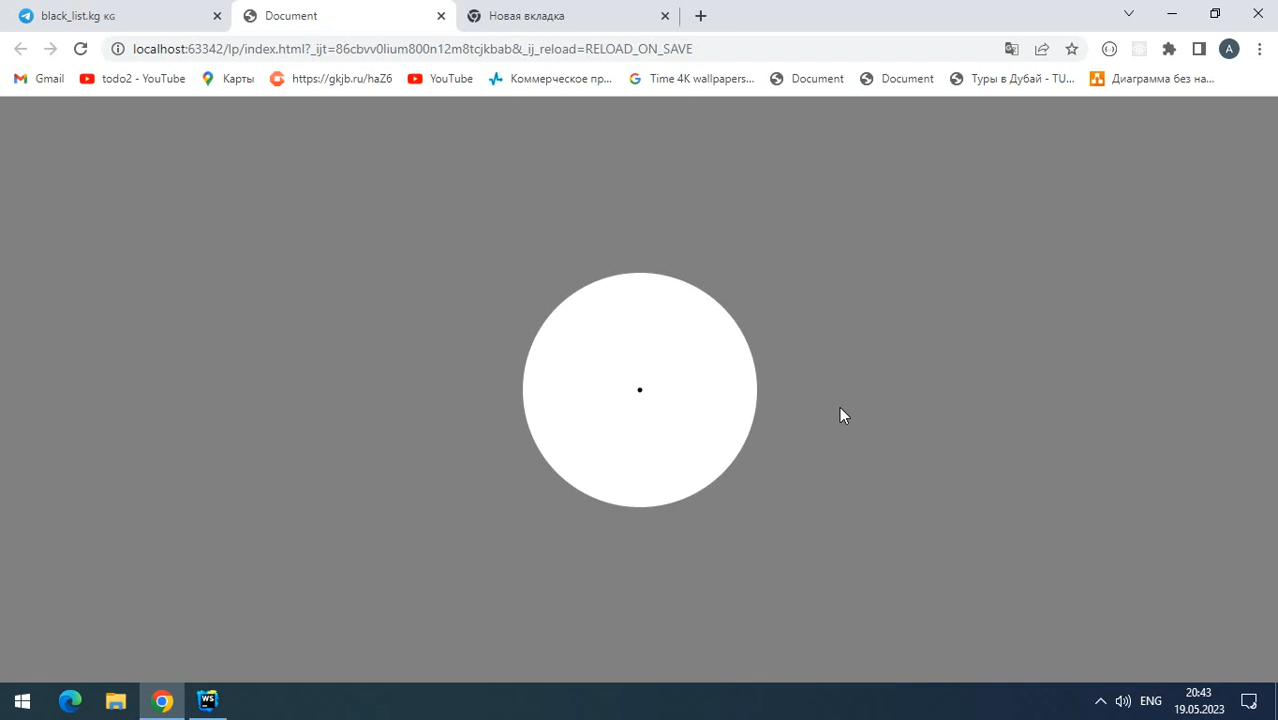 black_list.kg кg
Document
Новая вкладка
localhost:63342/lp/index.html?_ijt=86cbvv0lium800n12m8tcjkbab&_ij_reload=RELOAD_ON_SAVE
A
Gmail
todo2 - YouTube
Карты
https://gkjb.ru/haZ6
YouTube
Коммерческое пр...
Time 4K wallpapers...
Document
Document
Туры в Дубай - TU...
Диаграмма без на...
WS
ENG
20:43
19.05.2023